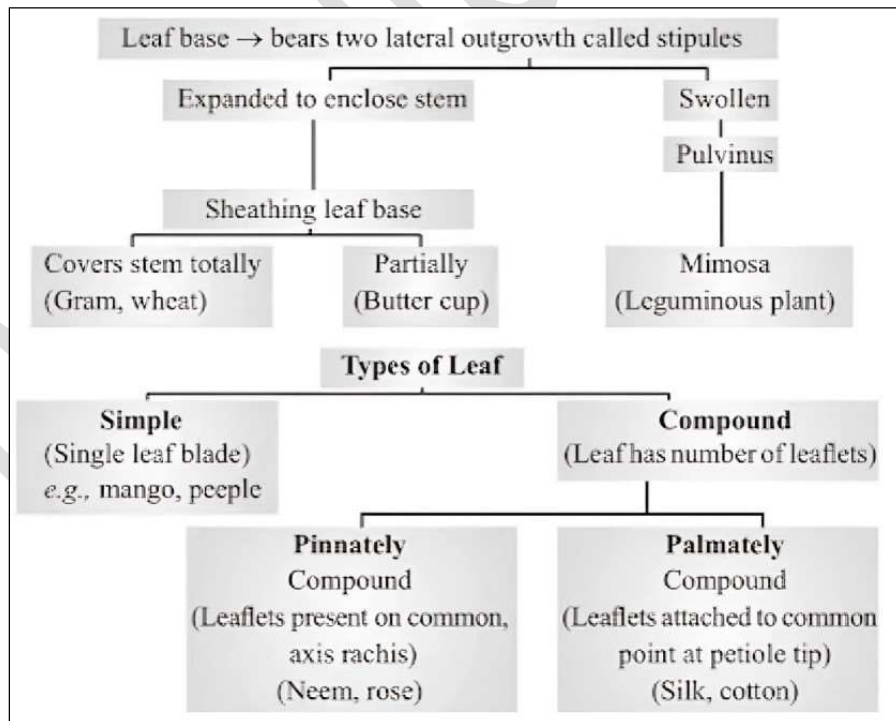 Leaf base → bears two lateral outgrowth called stipules
Expanded to enclose stem
Swollen
Pulvinus
Sheathing leaf base
Covers stem totally
(Gram, wheat)
Partially
(Butter cup)
Mimosa
(Leguminous plant)
Types of Leaf
Simple
(Single leaf blade)
e.g., mango, peeple
Compound
(Leaf has number of leaflets)
Pinnately
Compound
(Leaflets present on common,
axis rachis)
(Neem, rose)
Palmately
Compound
(Leaflets attached to common
point at petiole tip)
(Silk, cotton)